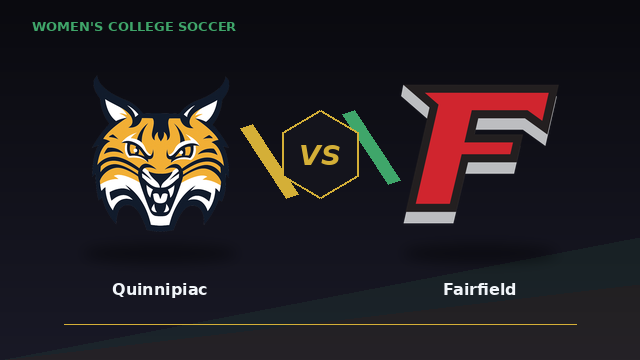 WOMEN'S COLLEGE SOCCER
VS
F
Quinnipiac
Fairfield